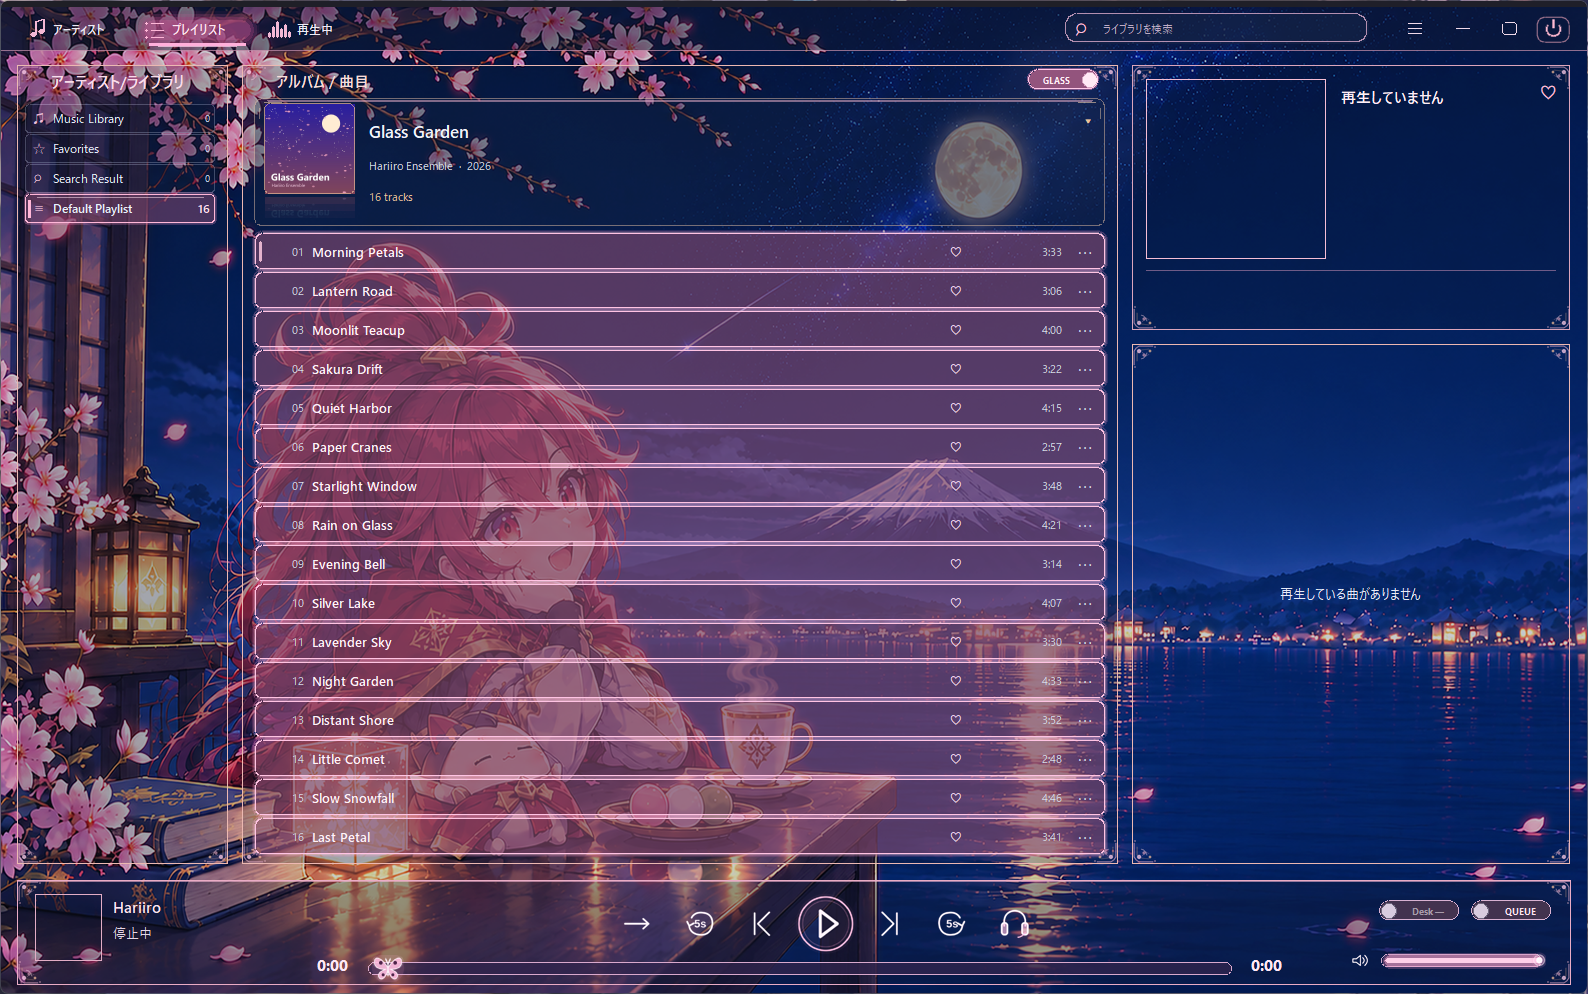 アーティスト
プレイリスト
再生中
ライブラリを検索
アーティスト/ライブラリ
Music Library 0
Favorites 0
Search Result 0
Default Playlist 16
アルバム / 曲目
GLASS
Glass Garden
Hariiro Ensemble
Glass Garden
Hariiro Ensemble · 2026
16 tracks
01 Morning Petals 3:33 ...
02 Lantern Road 3:06 ...
03 Moonlit Teacup 4:00 ...
04 Sakura Drift 3:22 ...
05 Quiet Harbor 4:15 ...
06 Paper Cranes 2:57 ...
07 Starlight Window 3:48 ...
08 Rain on Glass 4:21 ...
09 Evening Bell 3:14 ...
10 Silver Lake 4:07 ...
11 Lavender Sky 3:30 ...
12 Night Garden 4:33 ...
13 Distant Shore 3:52 ...
14 Little Comet 2:48 ...
15 Slow Snowfall 4:46 ...
16 Last Petal 3:41 ...
再生していません
再生している曲がありません
Hariiro
停止中
5s
5s
0:00
0:00
Desk —
QUEUE